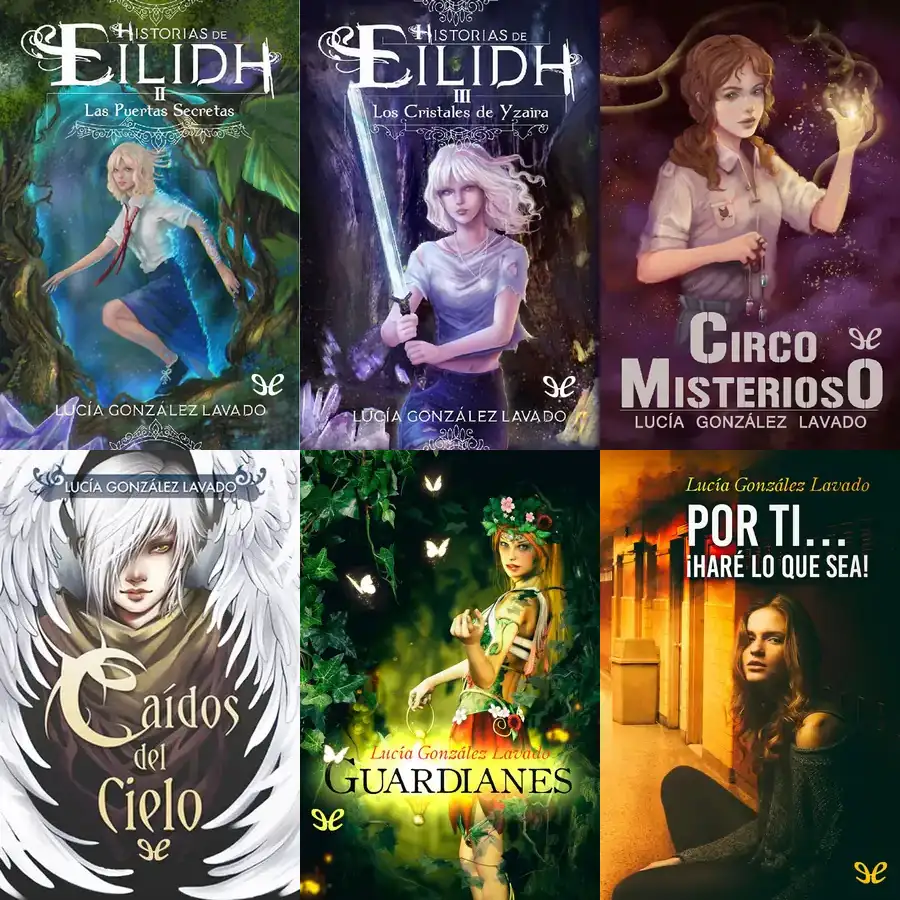 HISTORIAS DE
EILIDH
II
Las Puertas Secretas
LUCÍA GONZÁLEZ LAVADO
HISTORIAS DE
EILIDH
III
Los Cristales de Yzaira
LUCÍA GONZÁLEZ LAVADO
CIRCO
MISTERIOSO
LUCÍA GONZÁLEZ LAVADO
LUCÍA GONZÁLEZ LAVADO
Caídos
del
Cielo
Lucía González Lavado
GUARDIANES
Lucía González Lavado
POR TI...
¡HARÉ LO QUE SEA!